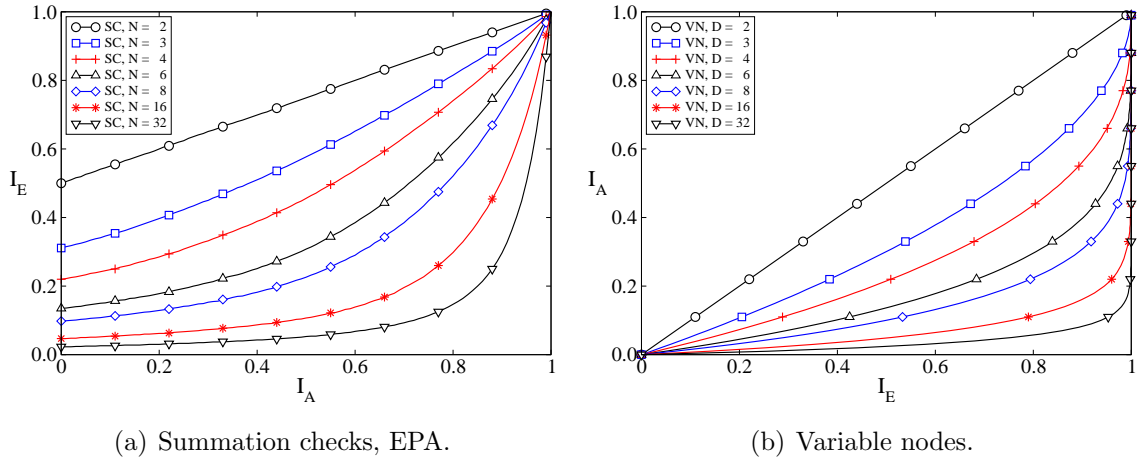 1.0
0.8
0.6
0.4
0.2
0.0
I_E
SC, N = 2
SC, N = 3
SC, N = 4
SC, N = 6
SC, N = 8
SC, N = 16
SC, N = 32
0 0.2 0.4 0.6 0.8 1
I_A
(a) Summation checks, EPA.
1.0
0.8
0.6
0.4
0.2
0.0
I_A
VN, D = 2
VN, D = 3
VN, D = 4
VN, D = 6
VN, D = 8
VN, D = 16
VN, D = 32
0 0.2 0.4 0.6 0.8 1
I_E
(b) Variable nodes.